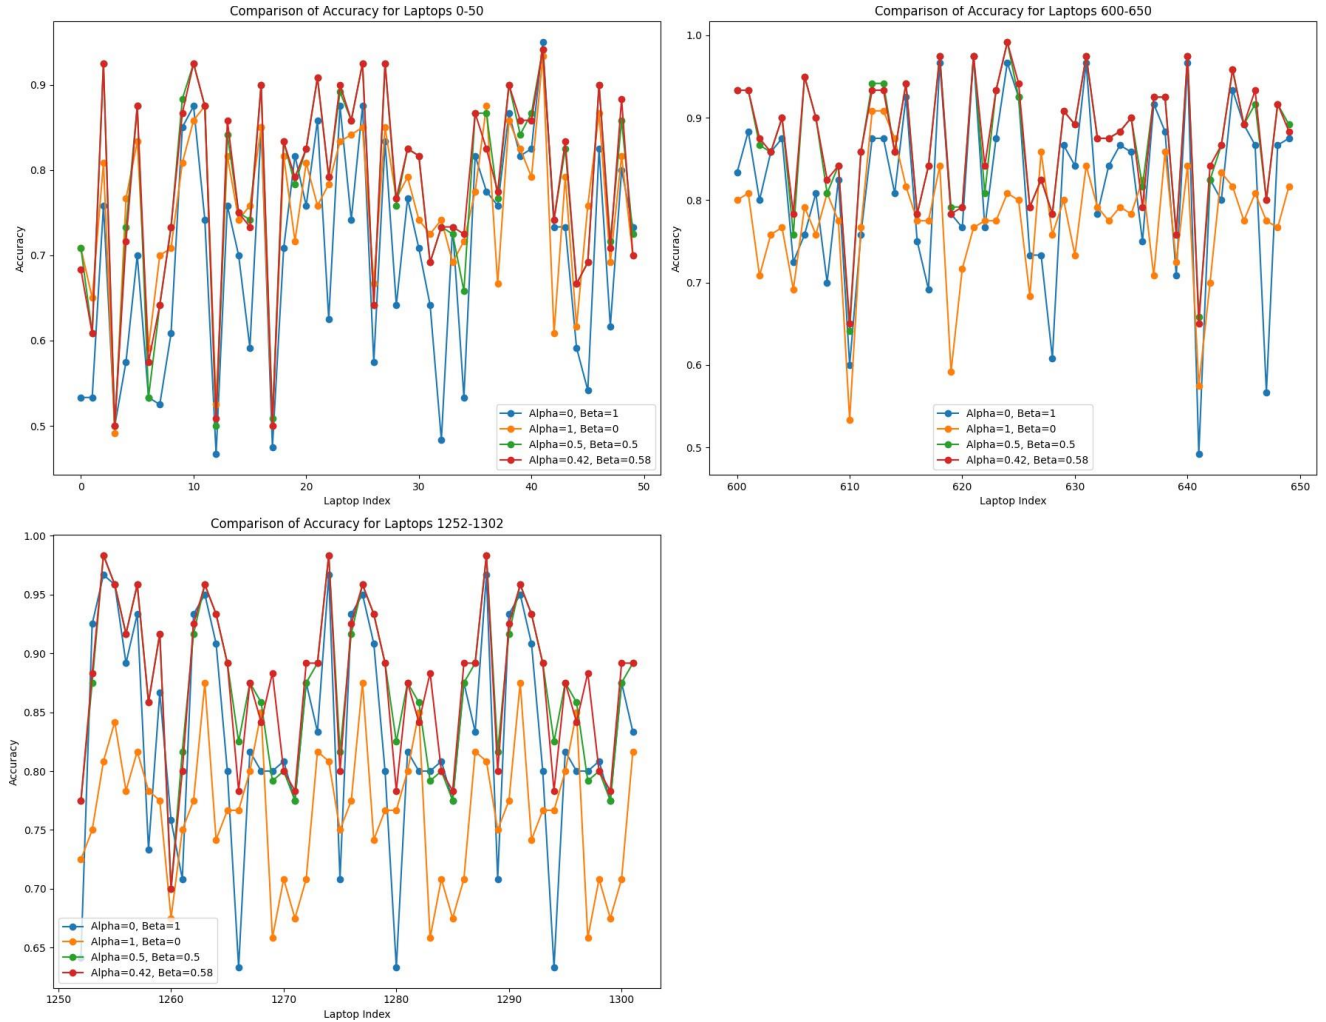 Comparison of Accuracy for Laptops 0-50
Accuracy
0.9
0.8
0.7
0.6
0.5
0
10
20
30
40
50
Laptop Index
Alpha=0, Beta=1
Alpha=1, Beta=0
Alpha=0.5, Beta=0.5
Alpha=0.42, Beta=0.58
Comparison of Accuracy for Laptops 600-650
Accuracy
1.0
0.9
0.8
0.7
0.6
0.5
600
610
620
630
640
650
Laptop Index
Alpha=0, Beta=1
Alpha=1, Beta=0
Alpha=0.5, Beta=0.5
Alpha=0.42, Beta=0.58
Comparison of Accuracy for Laptops 1252-1302
Accuracy
1.00
0.95
0.90
0.85
0.80
0.75
0.70
0.65
1250
1260
1270
1280
1290
1300
Laptop Index
Alpha=0, Beta=1
Alpha=1, Beta=0
Alpha=0.5, Beta=0.5
Alpha=0.42, Beta=0.58